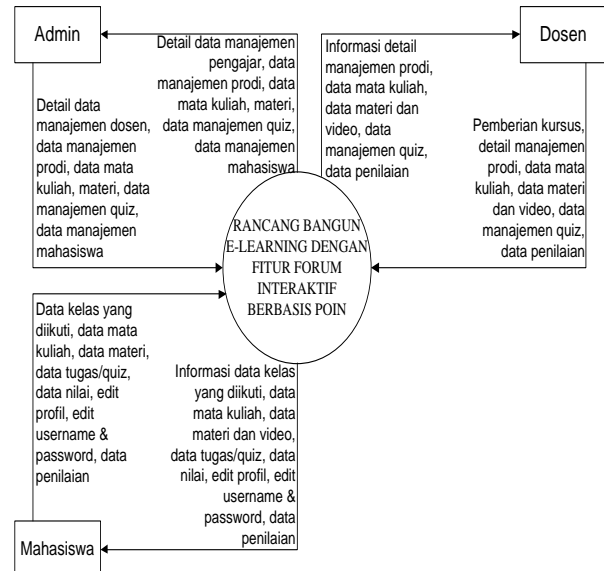 Admin
Detail data manajemen
pengajar, data
manajemen prodi, data
mata kuliah, materi,
data manajemen quiz,
data manajemen
mahasiswa
Informasi detail
manajemen prodi,
data mata kuliah,
data materi dan
video, data
manajemen quiz,
data penilaian
Dosen
Detail data
manajemen dosen,
data manajemen
prodi, data mata
kuliah, materi, data
manajemen quiz,
data manajemen
mahasiswa
Pemberian kursus,
detail manajemen
prodi, data mata
kuliah, data materi
dan video, data
manajemen quiz,
data penilaian
RANCANG BANGUN
E-LEARNING DENGAN
FITUR FORUM
INTERAKTIF
BERBASIS POIN
Data kelas yang
diikuti, data mata
kuliah, data materi,
data tugas/quiz,
data nilai, edit
profil, edit
username &
password, data
penilaian
Informasi data kelas
yang diikuti, data
mata kuliah, data
materi dan video,
data tugas/quiz, data
nilai, edit profil, edit
username &
password, data
penilaian
Mahasiswa